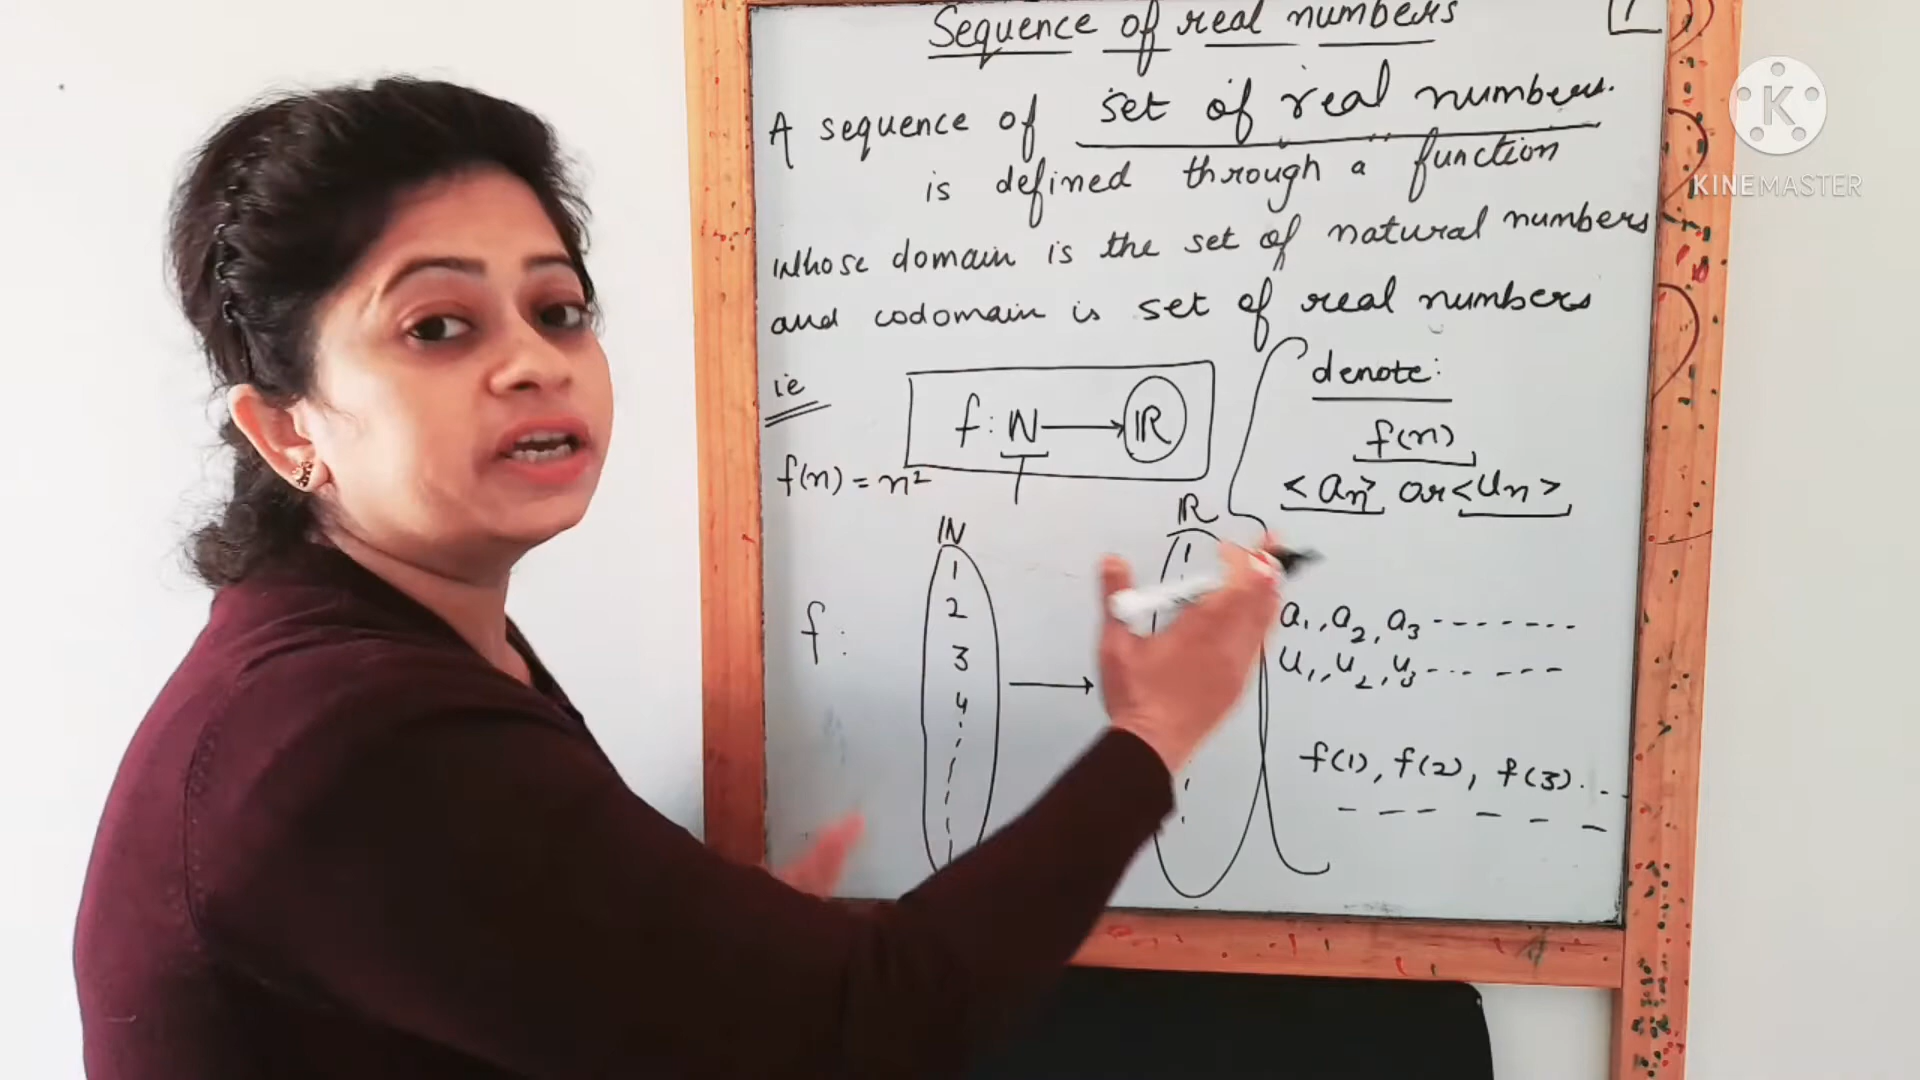 Sequence of real numbers
A sequence of set of real numbers.
is defined through a function
whose domain is the set of natural numbers
and codomain is set of real numbers
ie
f: ℕ → ℝ
f(n) = n²
denote:
f(n)
<an> or <Un>
f:
ℕ
1
2
3
4
ℝ
1
a₁, a₂, a₃ -------
u₁, u₂, u₃ --------
f(1), f(2), f(3)....
K
KINEMASTER